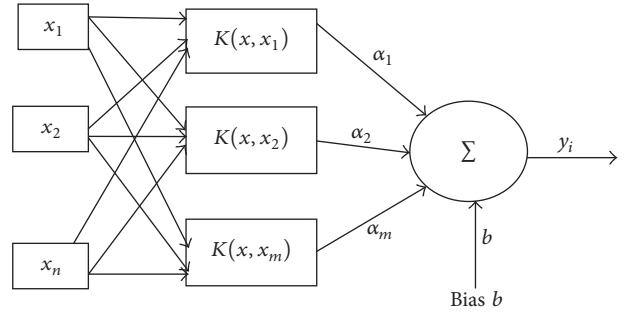 x₁
K(x, x₁)
α₁
x₂
K(x, x₂)
α₂
Σ
yᵢ
xₙ
K(x, xₘ)
αₘ
b
Bias b